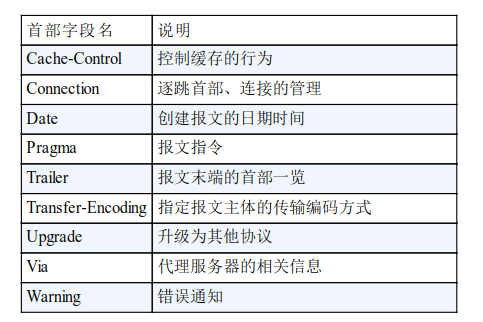 首部字段名 说明
Cache-Control 控制缓存的行为
Connection 逐跳首部、连接的管理
Date 创建报文的日期时间
Pragma 报文指令
Trailer 报文末端的首部一览
Transfer-Encoding 指定报文主体的传输编码方式
Upgrade 升级为其他协议
Via 代理服务器的相关信息
Warning 错误通知